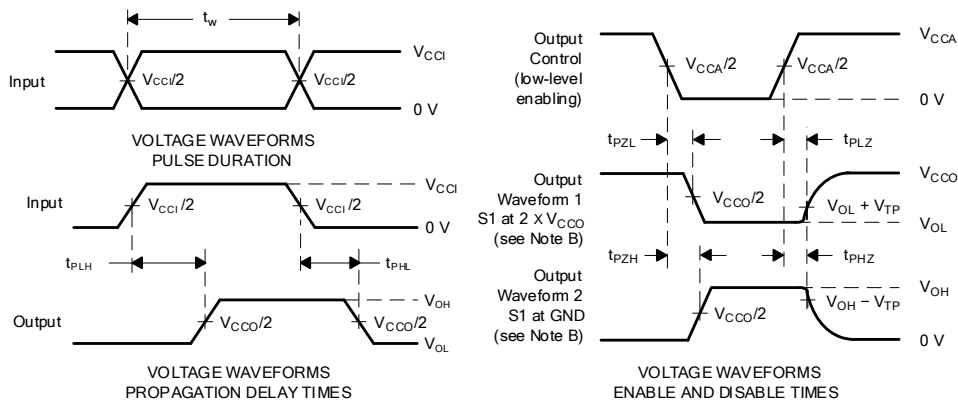 t_w
V_CCI
Input
V_CCI/2
V_CCI/2
0 V
VOLTAGE WAVEFORMS
PULSE DURATION
V_CCI
Input
V_CCI/2
V_CCI/2
0 V
t_PLH
t_PHL
V_OH
Output
V_CCO/2
V_CCO/2
V_OL
VOLTAGE WAVEFORMS
PROPAGATION DELAY TIMES
Output
Control
(low-level
enabling)
V_CCA
V_CCA/2
V_CCA/2
0 V
t_PZL
t_PLZ
Output
Waveform 1
S1 at 2 X V_CCO
(see Note B)
V_CCO
V_CCO/2
V_OL + V_TP
V_OL
t_PZH
t_PHZ
Output
Waveform 2
S1 at GND
(see Note B)
V_OH
V_CCO/2
V_OH − V_TP
0 V
VOLTAGE WAVEFORMS
ENABLE AND DISABLE TIMES